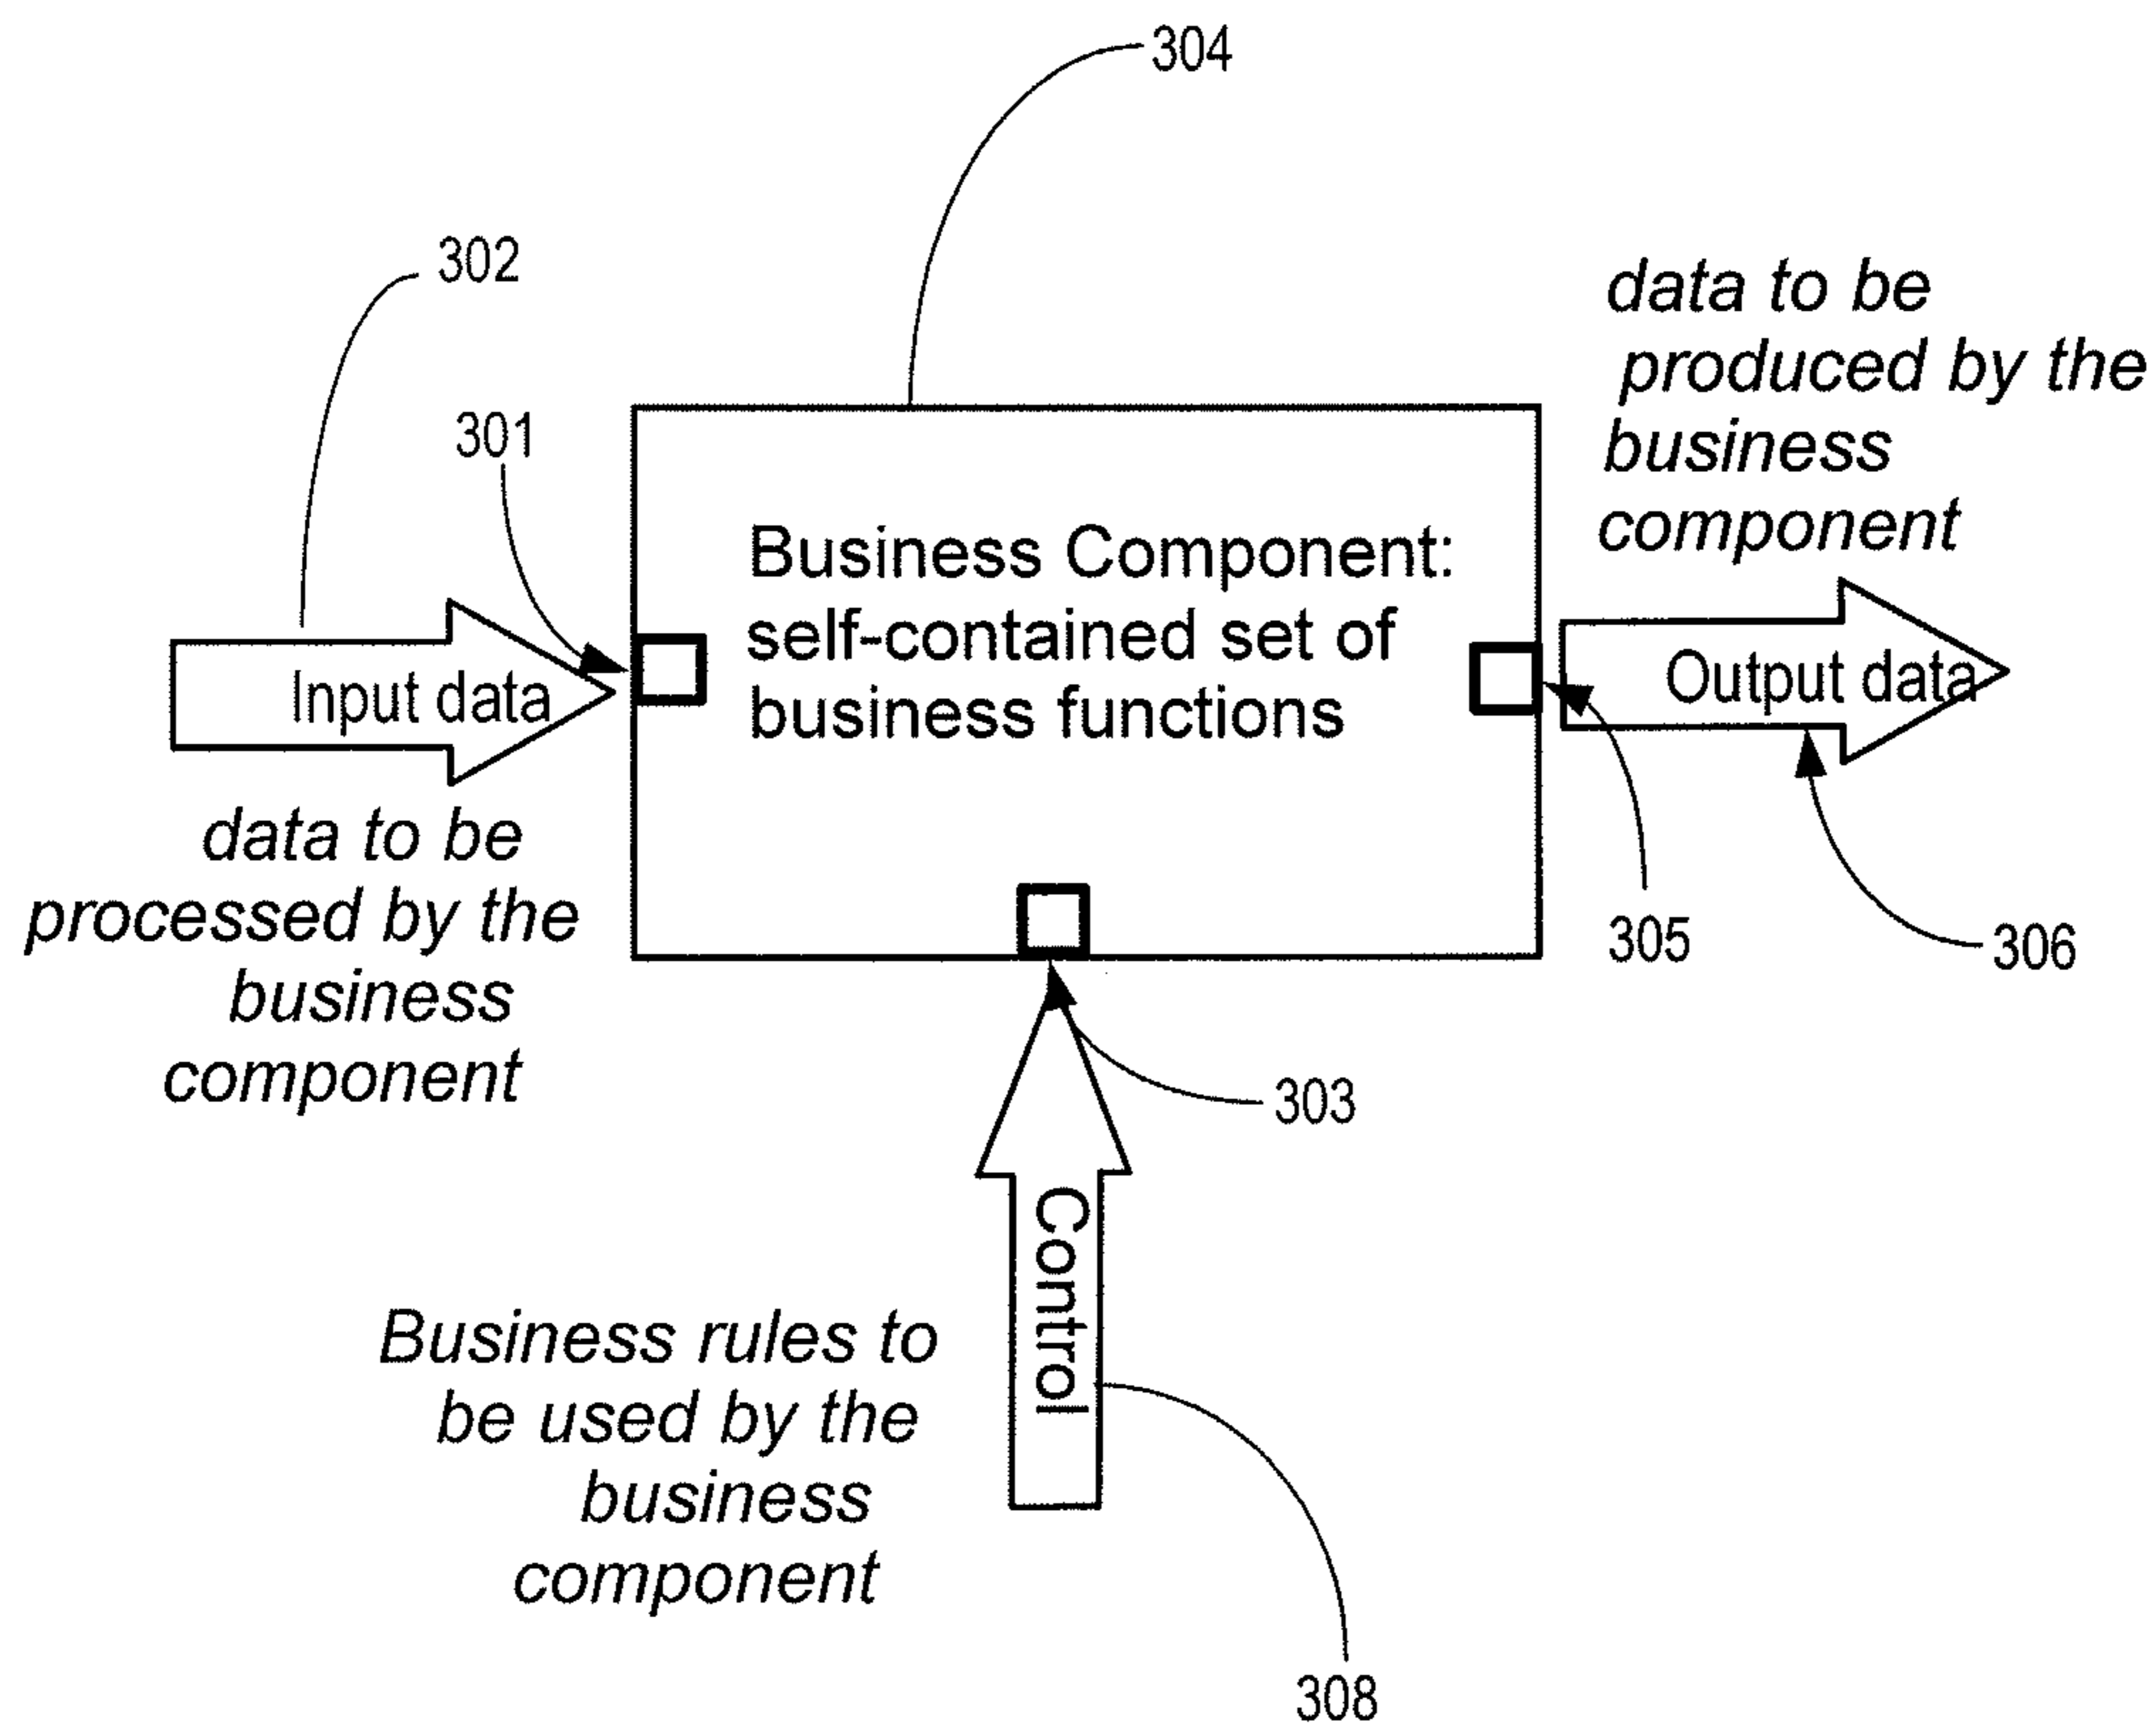 304
302
data to be
produced by the
business
component
301
Business Component:
self-contained set of
business functions
Input data
Output data
data to be
processed by the
business
component
305
306
303
Control
Business rules to
be used by the
business
component
308